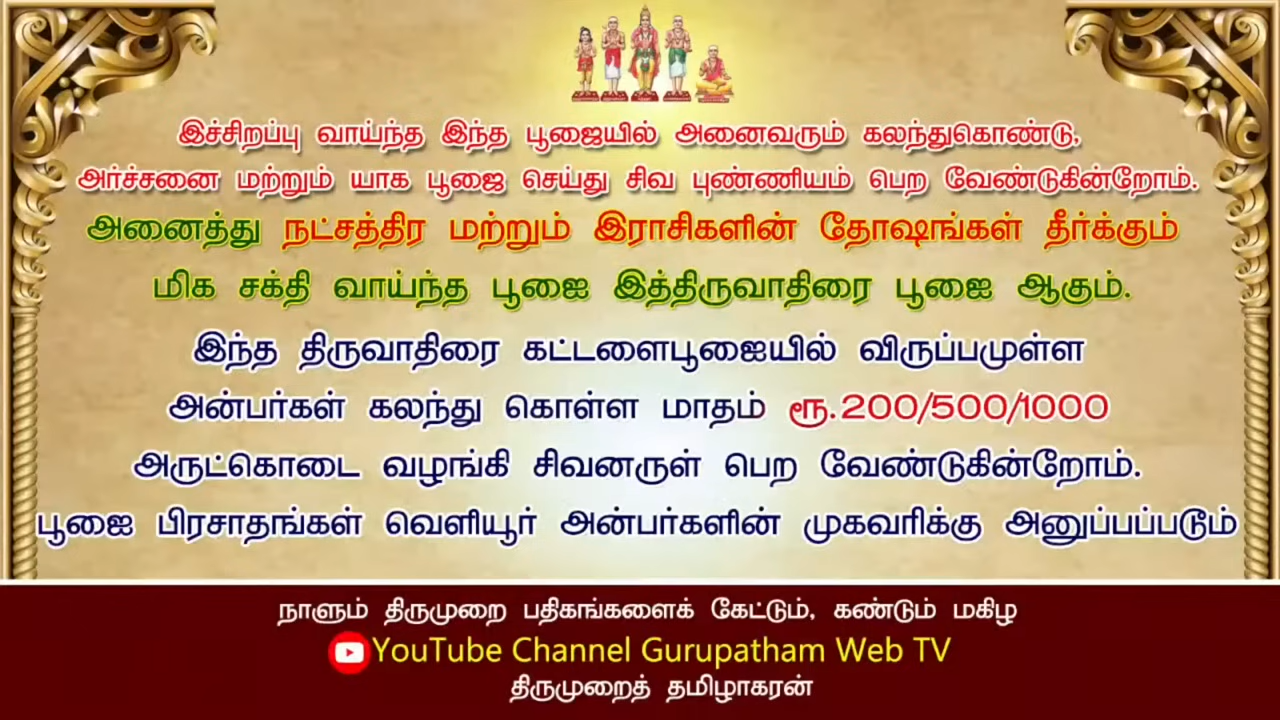 இச்சிறப்பு வாய்ந்த இந்த பூஜையில் அனைவரும் கலந்துகொண்டு,
அர்ச்சனை மற்றும் யாக பூஜை செய்து சிவ புண்ணியம் பெற வேண்டுகின்றோம்.
அனைத்து நட்சத்திர மற்றும் இராசிகளின் தோஷங்கள் தீர்க்கும்
மிக சக்தி வாய்ந்த பூஜை இத்திருவாதிரை பூஜை ஆகும்.
இந்த திருவாதிரை கட்டளைபூஜையில் விருப்பமுள்ள
அன்பர்கள் கலந்து கொள்ள மாதம் ரூ.200/500/1000
அருட்கொடை வழங்கி சிவனருள் பெற வேண்டுகின்றோம்.
பூஜை பிரசாதங்கள் வெளியூர் அன்பர்களின் முகவரிக்கு அனுப்பப்படும்
நாளும் திருமுறை பதிகங்களைக் கேட்டும், கண்டும் மகிழ
YouTube Channel Gurupatham Web TV
திருமுறைத் தமிழாகரன்